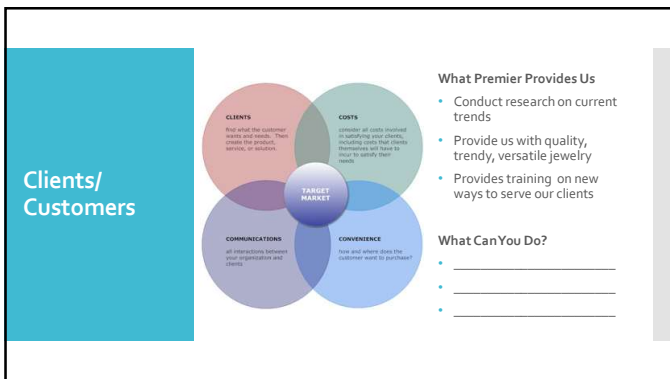 Clients/
Customers
CLIENTS
find what the customer
wants and needs. Then
create the product,
service, or solution.
COSTS
consider all costs involved
in satisfying your clients,
including costs that clients
themselves will have to
incur to satisfy their
needs
TARGET
MARKET
COMMUNICATIONS
all interactions between
your organization and
clients
CONVENIENCE
how and where does the
customer want to purchase?
What Premier Provides Us
• Conduct research on current
trends
• Provide us with quality,
trendy, versatile jewelry
• Provides training on new
ways to serve our clients
What Can You Do?
• ________________________
• ________________________
• ________________________